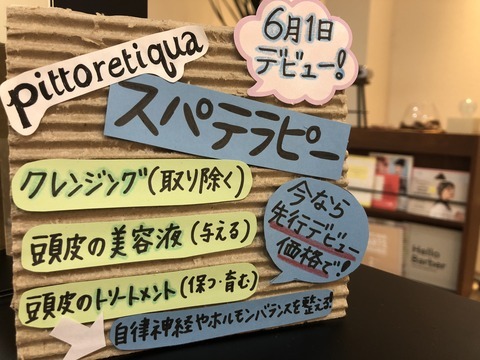 pittoretiqua
6月1日
デビュー!
スパテラピー
クレンジング(取り除く)
頭皮の美容液(与える)
頭皮のトリートメント(保つ・育む)
自律神経やホルモンバランスを整える!
今なら
先行デビュー
価格で!
Hello
Barber